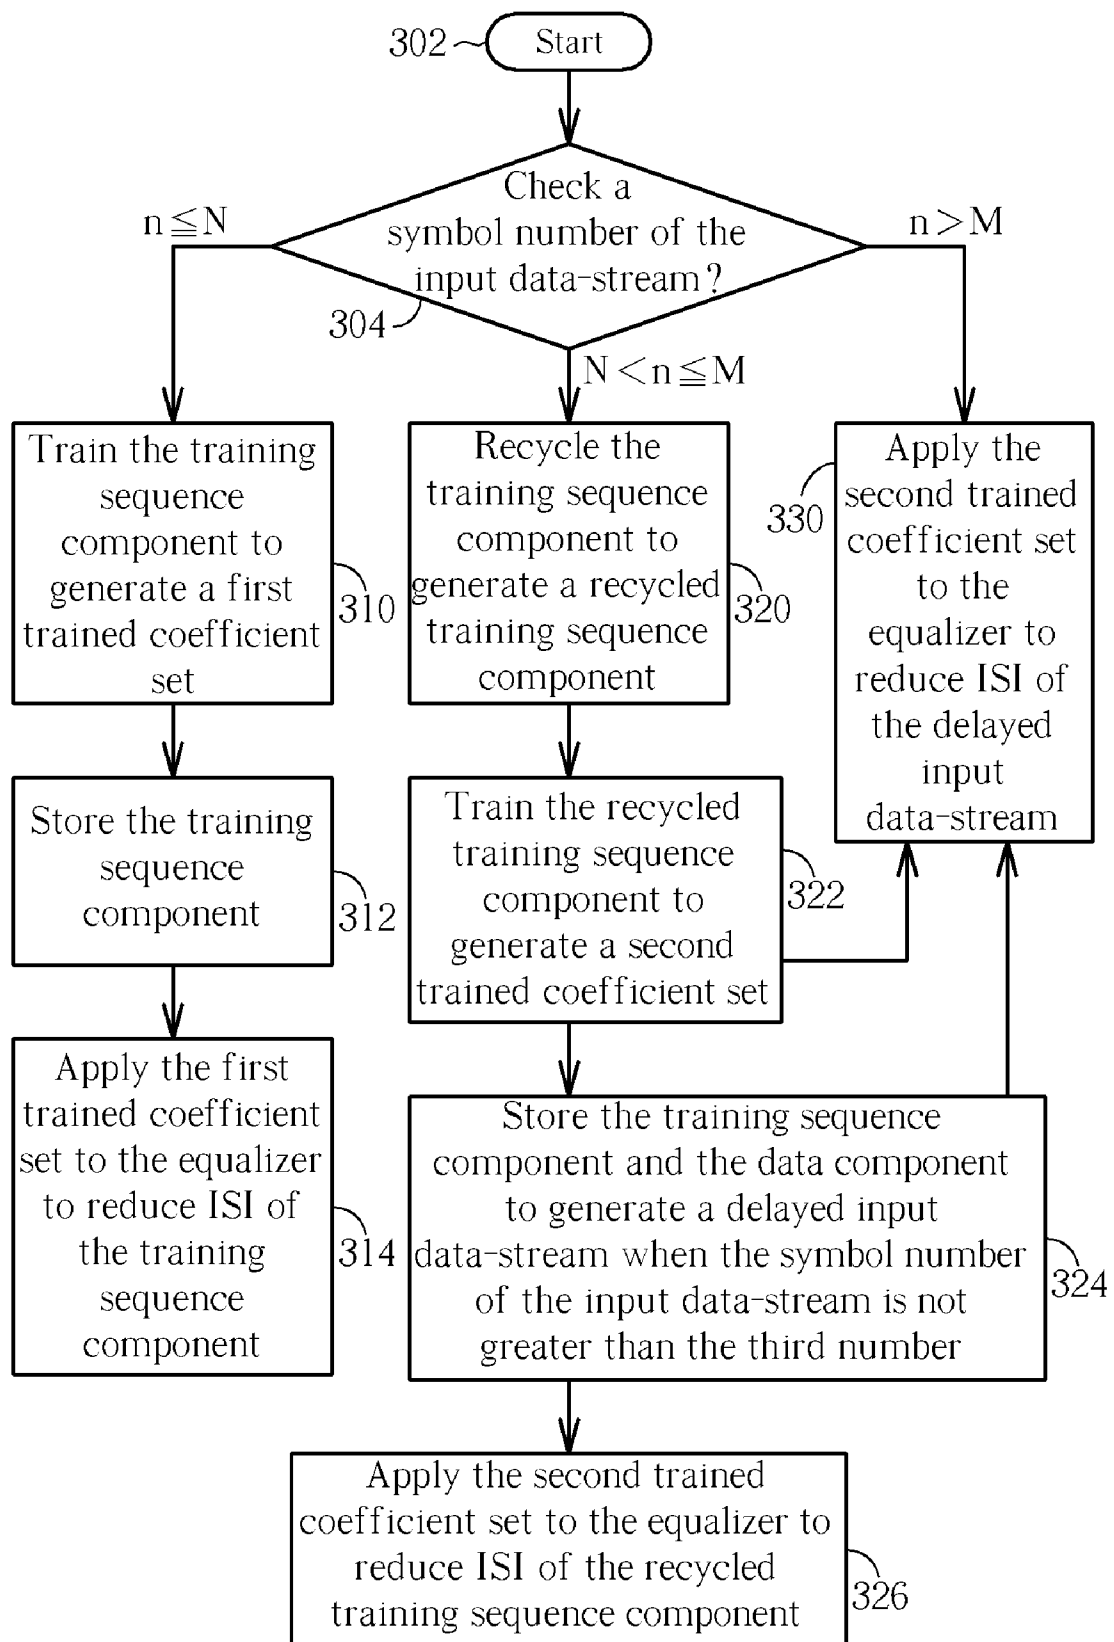 302
Start
Check a
symbol number of the
input data-stream?
304
n≦N
n>M
N<n≦M
Train the training
sequence
component to
generate a first
trained coefficient
set
310
Store the training
sequence
component
312
Apply the first
trained coefficient
set to the equalizer
to reduce ISI of
the training
sequence
component
314
Recycle the
training sequence
component to
generate a recycled
training sequence
component
320
Train the recycled
training sequence
component to
generate a second
trained coefficient set
322
Store the training sequence
component and the data component
to generate a delayed input
data-stream when the symbol number
of the input data-stream is not
greater than the third number
324
Apply the second trained
coefficient set to the equalizer to
reduce ISI of the recycled
training sequence component
326
Apply the
second trained
coefficient set
to the
equalizer to
reduce ISI of
the delayed
input
data-stream
330